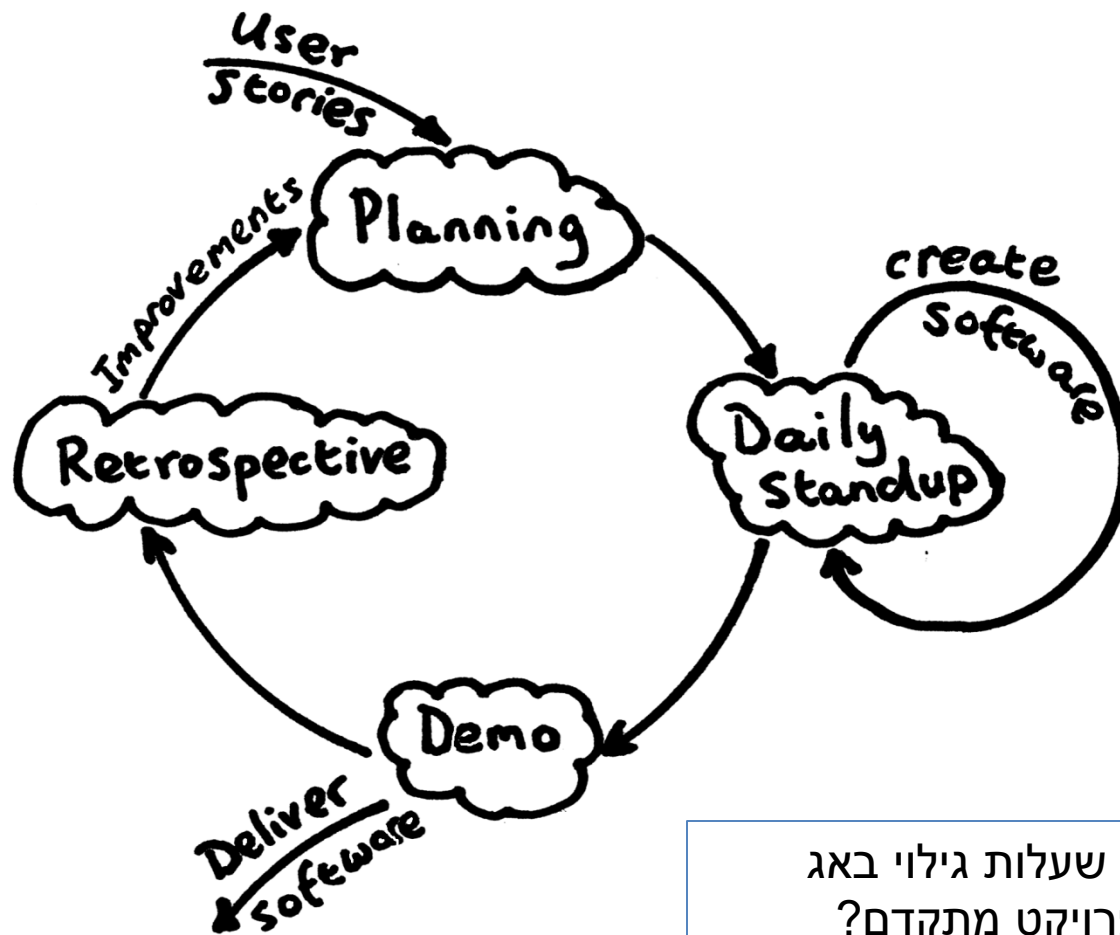 User
Stories
Planning
Improvements
create
software
Daily
Standup
Retrospective
Demo
Deliver
software
שעלות גילוי באג
רויקט מתקדם?